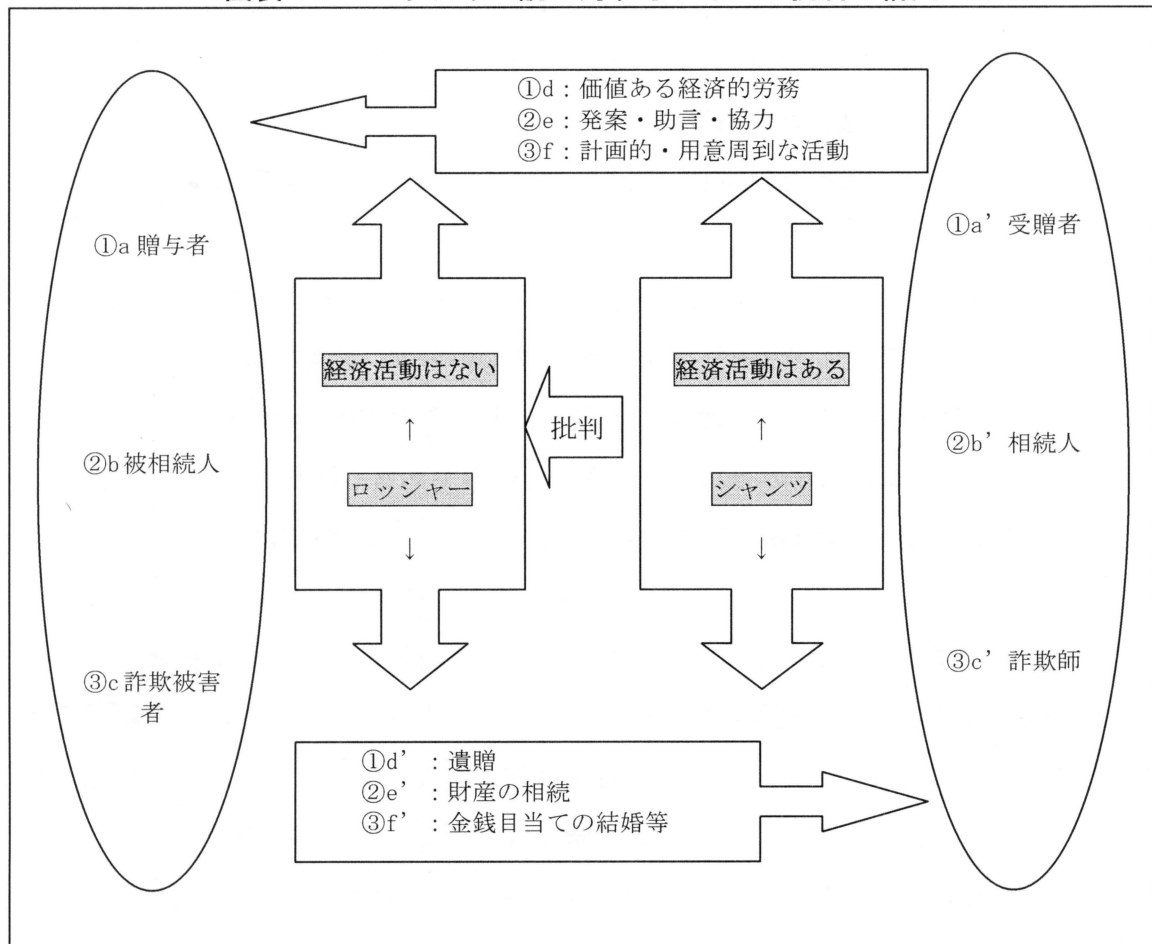 ①d：価値ある経済的労務
②e：発案・助言・協力
③f：計画的・用意周到な活動
①a 贈与者
②b 被相続人
③c 詐欺被害
者
経済活動はない
↑
ロッシャー
↓
批判
経済活動はある
↑
シャンツ
↓
①a’ 受贈者
②b’ 相続人
③c’ 詐欺師
①d’：遺贈
②e’：財産の相続
③f’：金銭目当ての結婚等